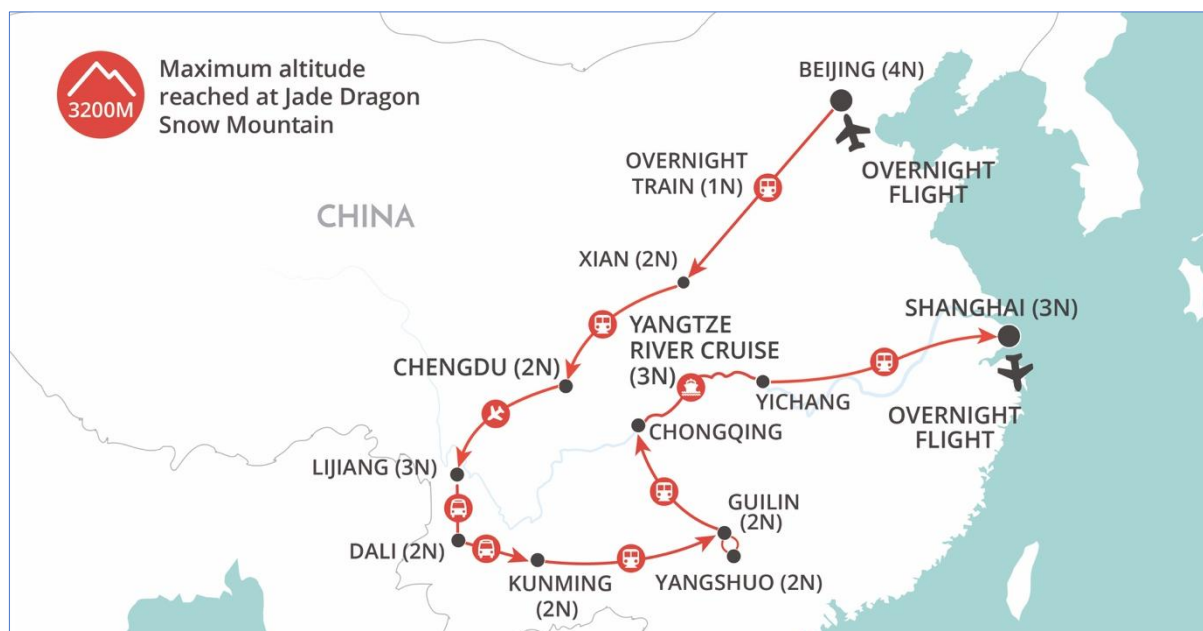 3200M
Maximum altitude
reached at Jade Dragon
Snow Mountain
CHINA
BEIJING (4N)
OVERNIGHT
FLIGHT
OVERNIGHT
TRAIN (1N)
XIAN (2N)
CHENGDU (2N)
LIJIANG (3N)
DALI (2N)
KUNMING
(2N)
GUILIN
(2N)
YANGSHUO (2N)
CHONGQING
YANGTZE
RIVER CRUISE
(3N)
YICHANG
SHANGHAI (3N)
OVERNIGHT
FLIGHT